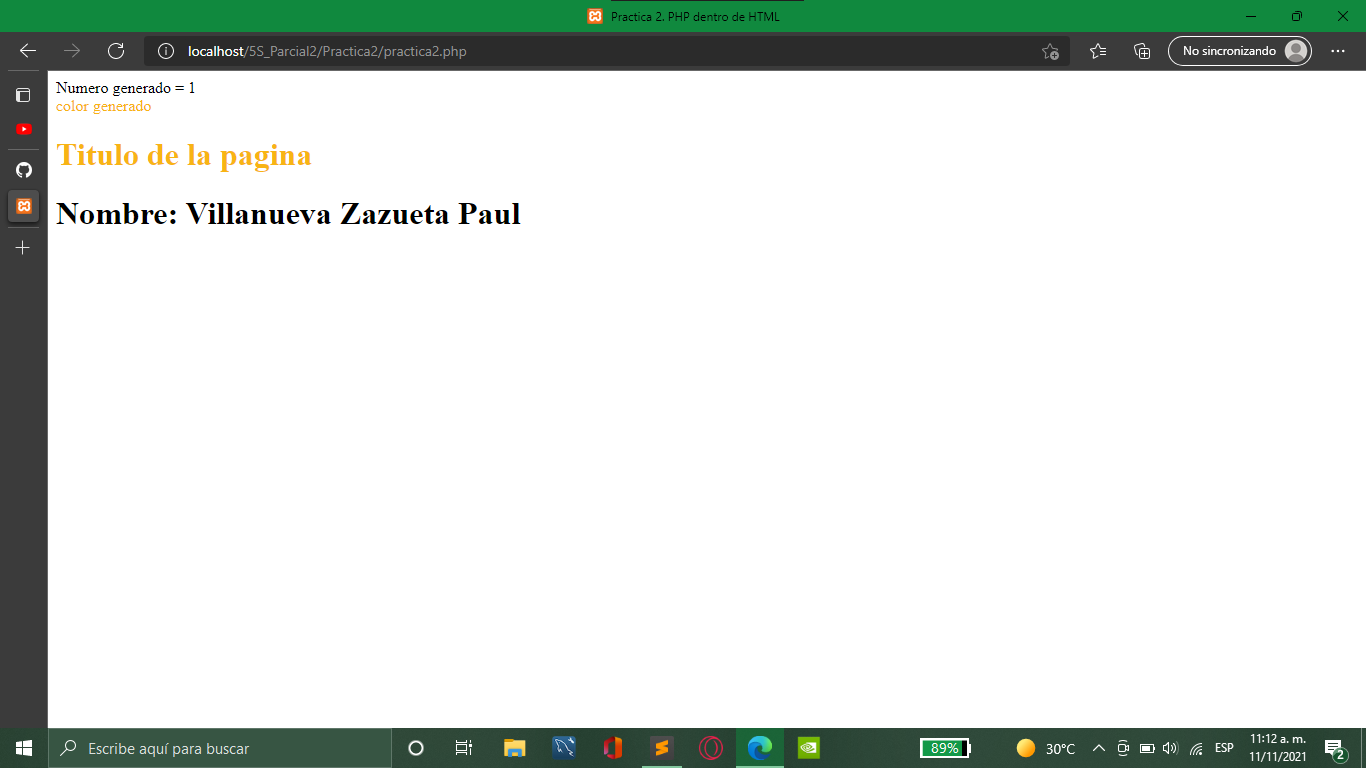 Practica 2. PHP dentro de HTML
localhost/5S_Parcial2/Practica2/practica2.php
No sincronizando
Numero generado = 1
color generado
Titulo de la pagina
Nombre: Villanueva Zazueta Paul
Escribe aquí para buscar
89%
30°C
ESP
11:12 a. m.
11/11/2021
2